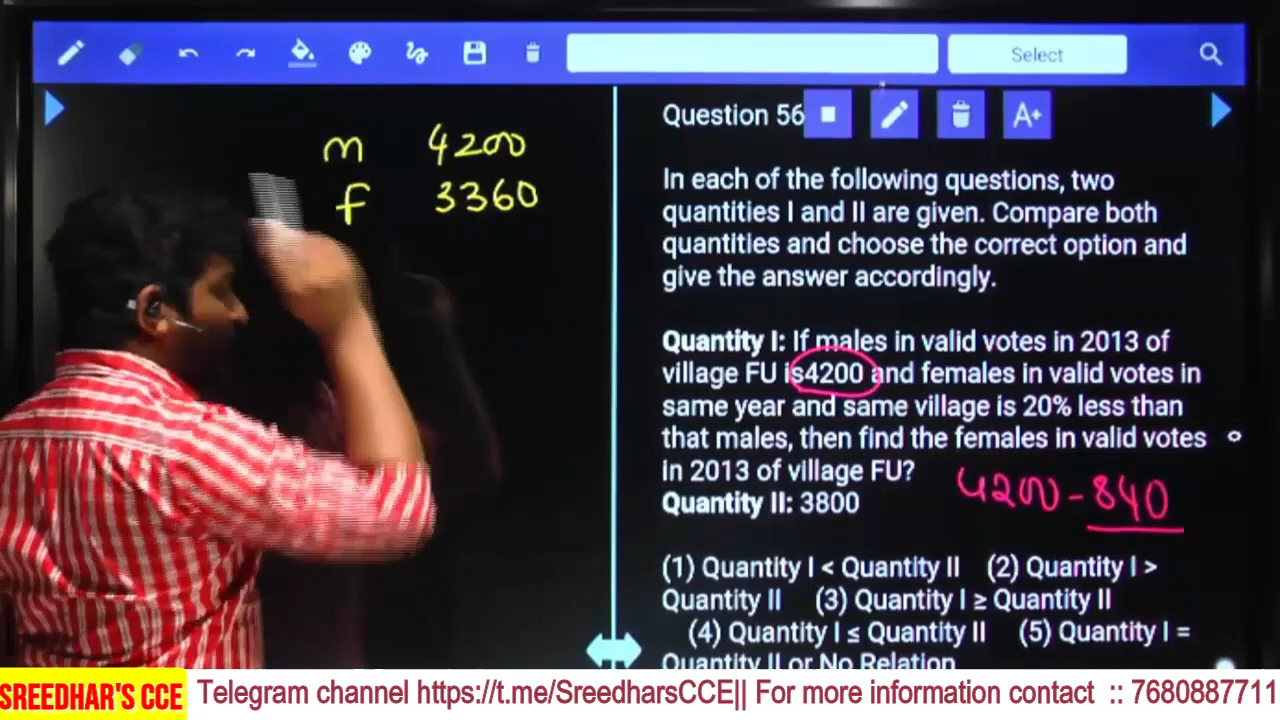 Select
m 4200
f 3360
Question 56
A+
In each of the following questions, two
quantities I and II are given. Compare both
quantities and choose the correct option and
give the answer accordingly.
Quantity I: If males in valid votes in 2013 of
village FU is4200 and females in valid votes in
same year and same village is 20% less than
that males, then find the females in valid votes
in 2013 of village FU?
4200-840
Quantity II: 3800
(1) Quantity I < Quantity II (2) Quantity I >
Quantity II (3) Quantity I ≥ Quantity II
(4) Quantity I ≤ Quantity II (5) Quantity I =
Quantity II or No Relation
SREEDHAR'S CCE Telegram channel https://t.me/SreedharsCCE|| For more information contact :: 7680887711